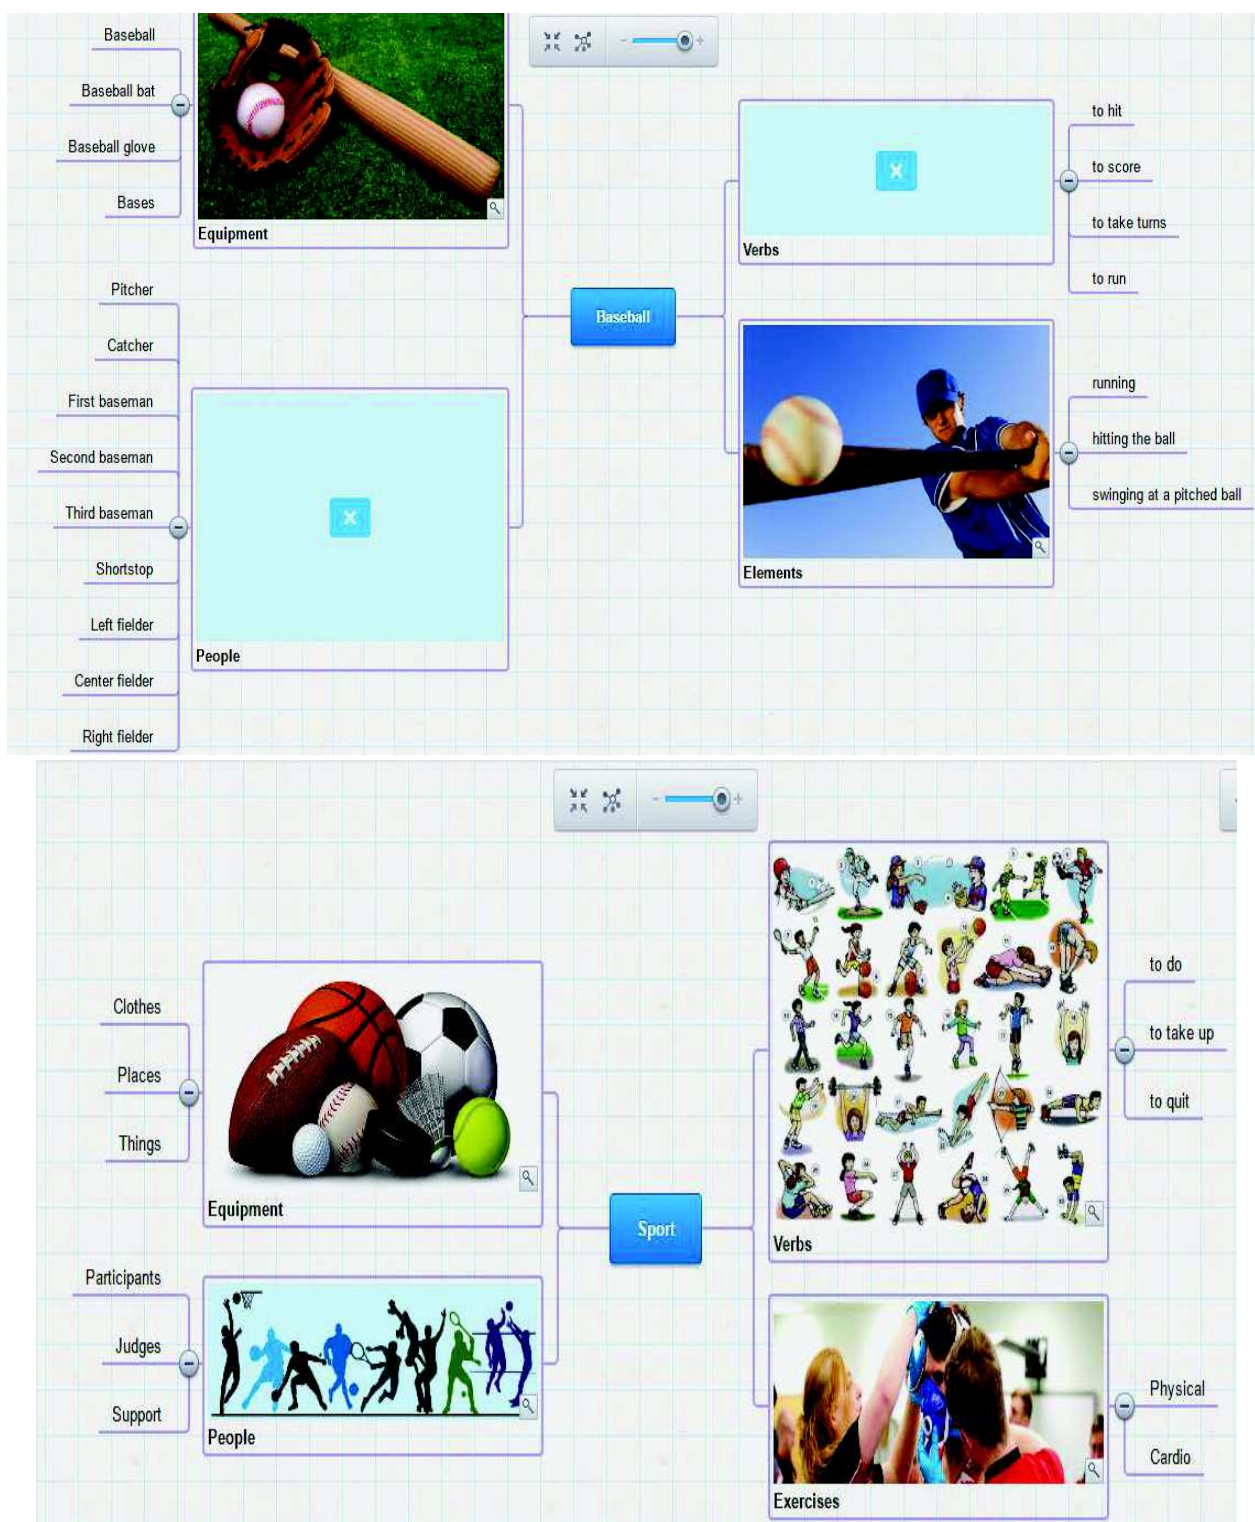 Baseball
Baseball bat
Baseball glove
Bases
Equipment
Pitcher
Catcher
First baseman
Second baseman
Third baseman
Shortstop
Left fielder
Center fielder
Right fielder
People
Baseball
Verbs
to hit
to score
to take turns
to run
Elements
running
hitting the ball
swinging at a pitched ball
Clothes
Places
Things
Equipment
Participants
Judges
Support
People
Sport
Verbs
to do
to take up
to quit
Exercises
Physical
Cardio